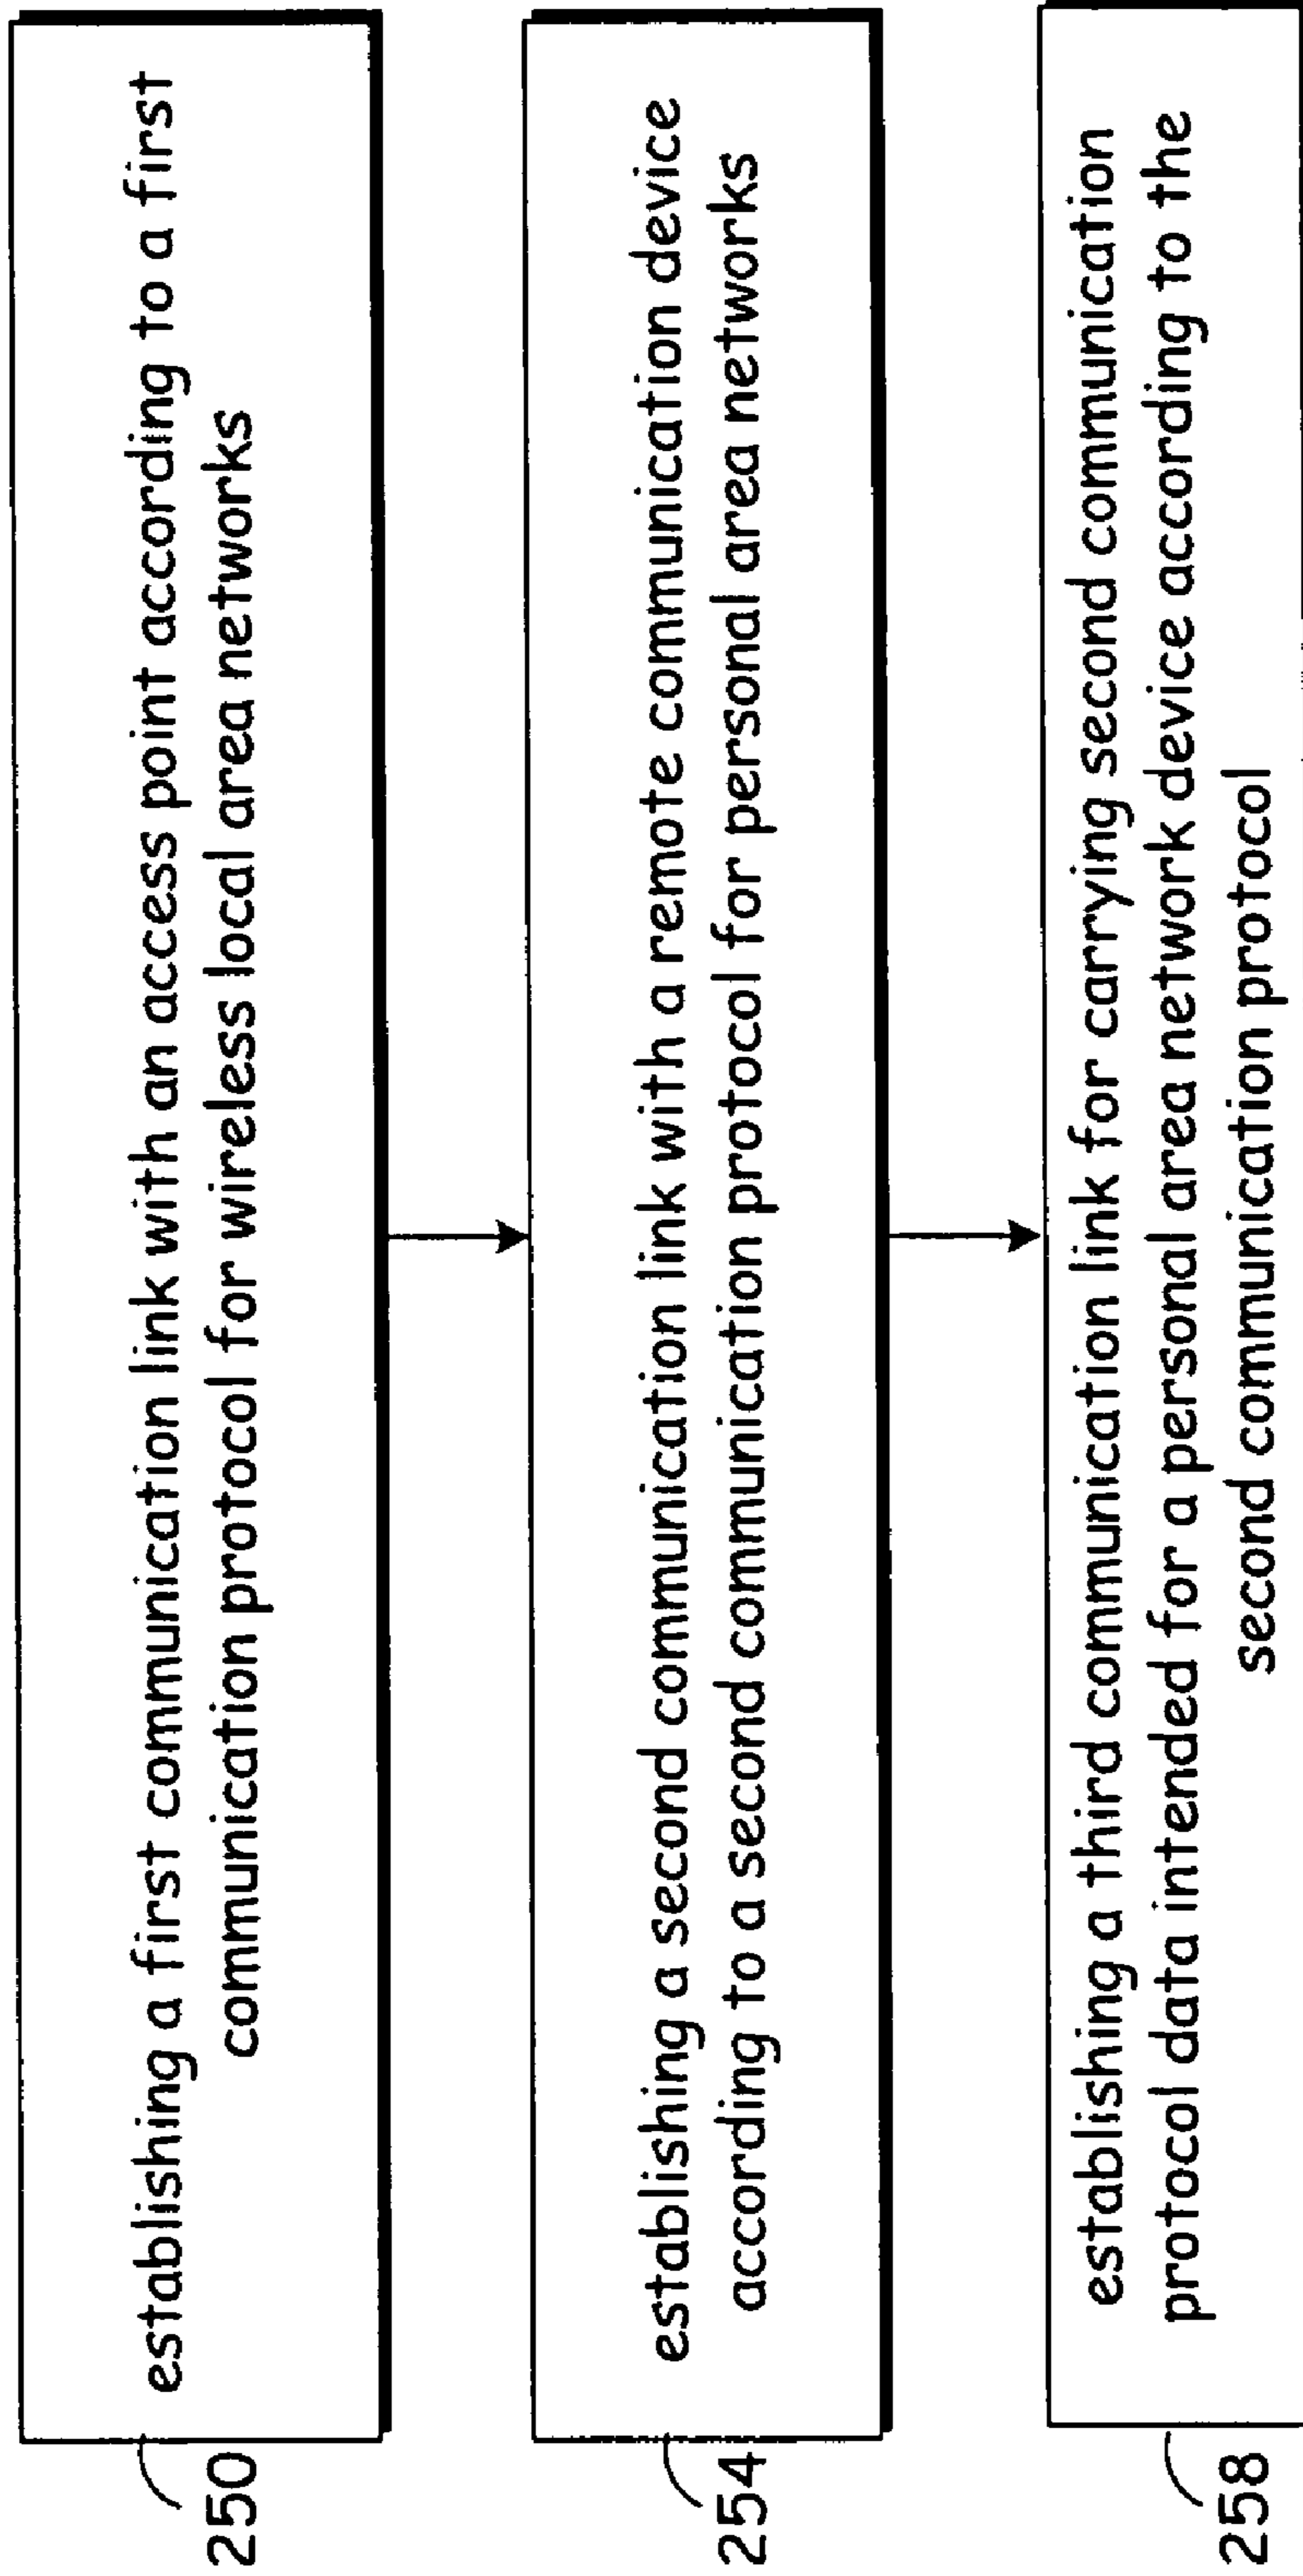 establishing a first communication link with an access point according to a first
communication protocol for wireless local area networks
250
establishing a second communication link with a remote communication device
according to a second communication protocol for personal area networks
254
establishing a third communication link for carrying second communication
protocol data intended for a personal area network device according to the
second communication protocol
258